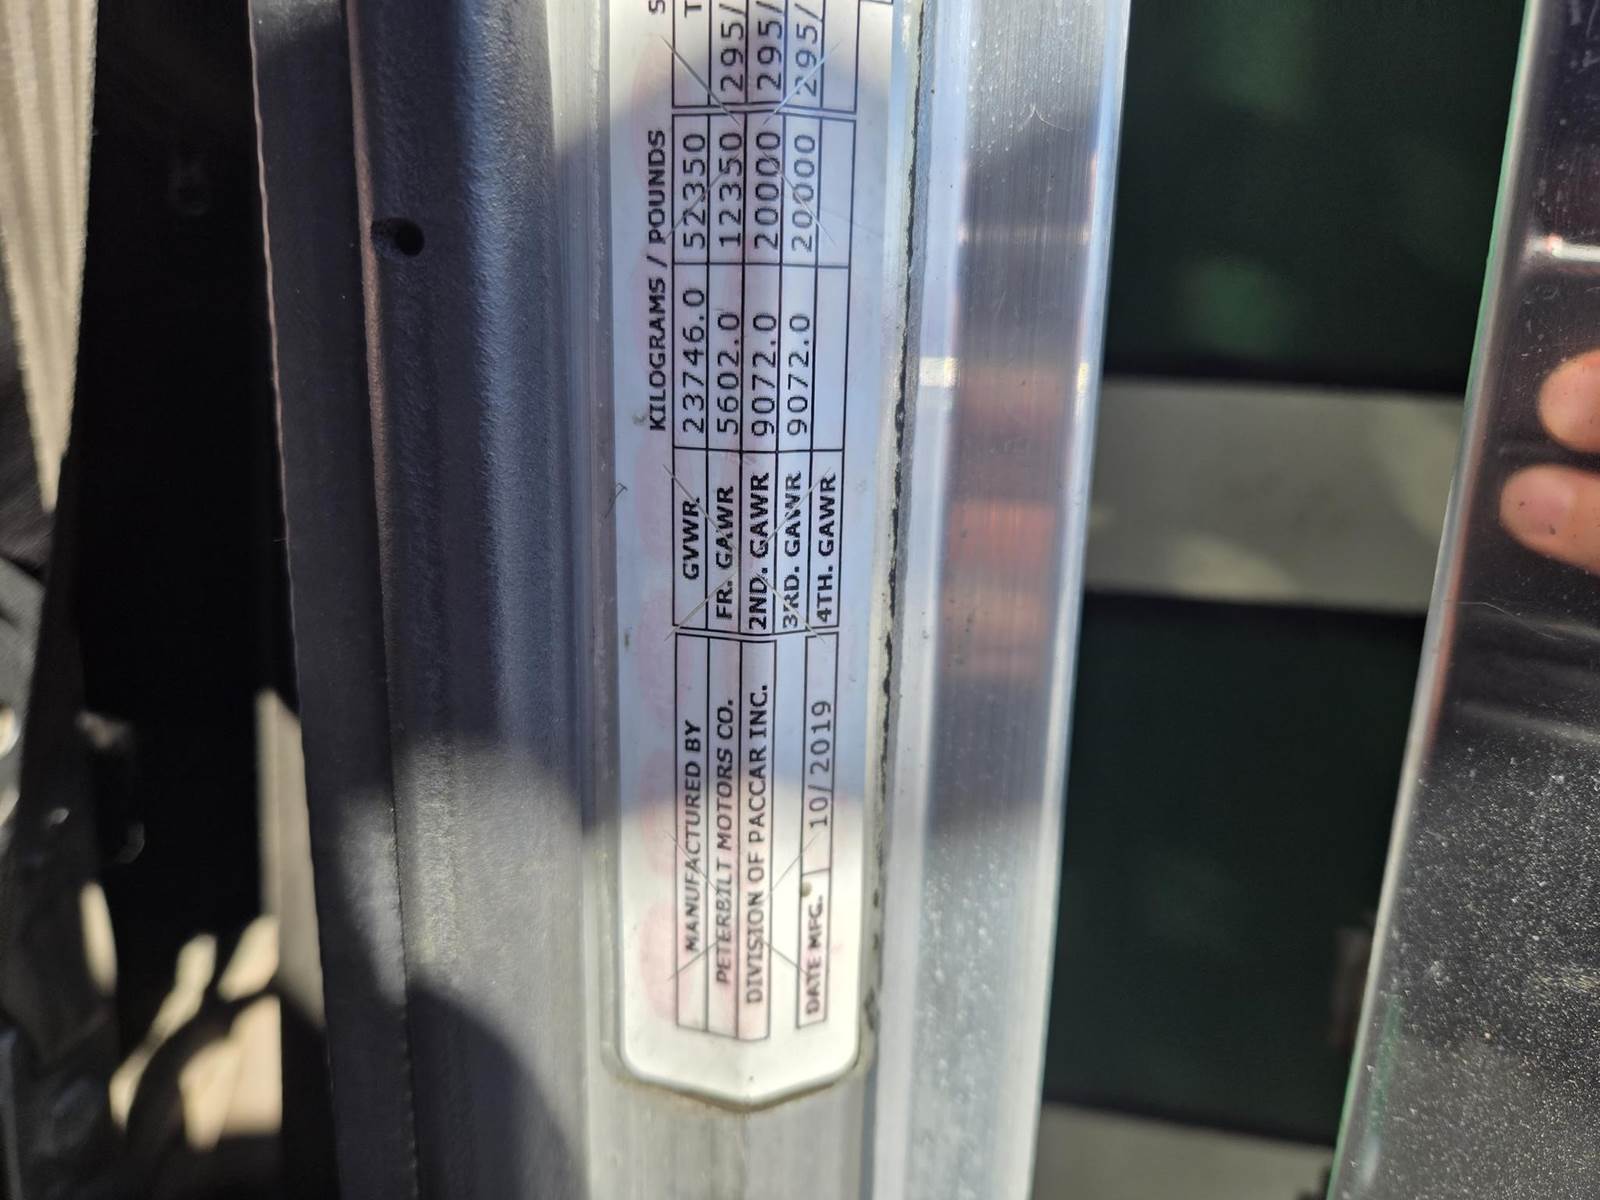 MANUFACTURED BY
PETERBILT MOTORS CO.
DIVISION OF PACCAR INC.
DATE MFG. 10/2019
KILOGRAMS / POUNDS
GVWR 23746.0 52350
FR. GAWR 5602.0 12350 295/
2ND. GAWR 9072.0 20000 295/
3RD. GAWR 9072.0 20000 295/
4TH. GAWR